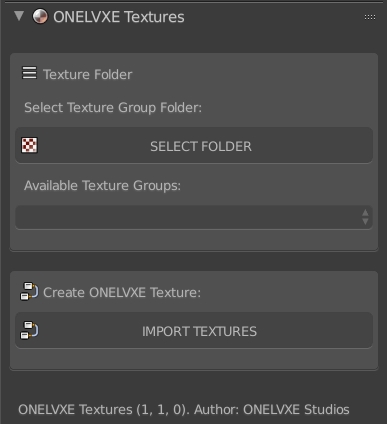 ONELVXE Textures
Texture Folder
Select Texture Group Folder:
SELECT FOLDER
Available Texture Groups:
Create ONELVXE Texture:
IMPORT TEXTURES
ONELVXE Textures (1, 1, 0). Author: ONELVXE Studios